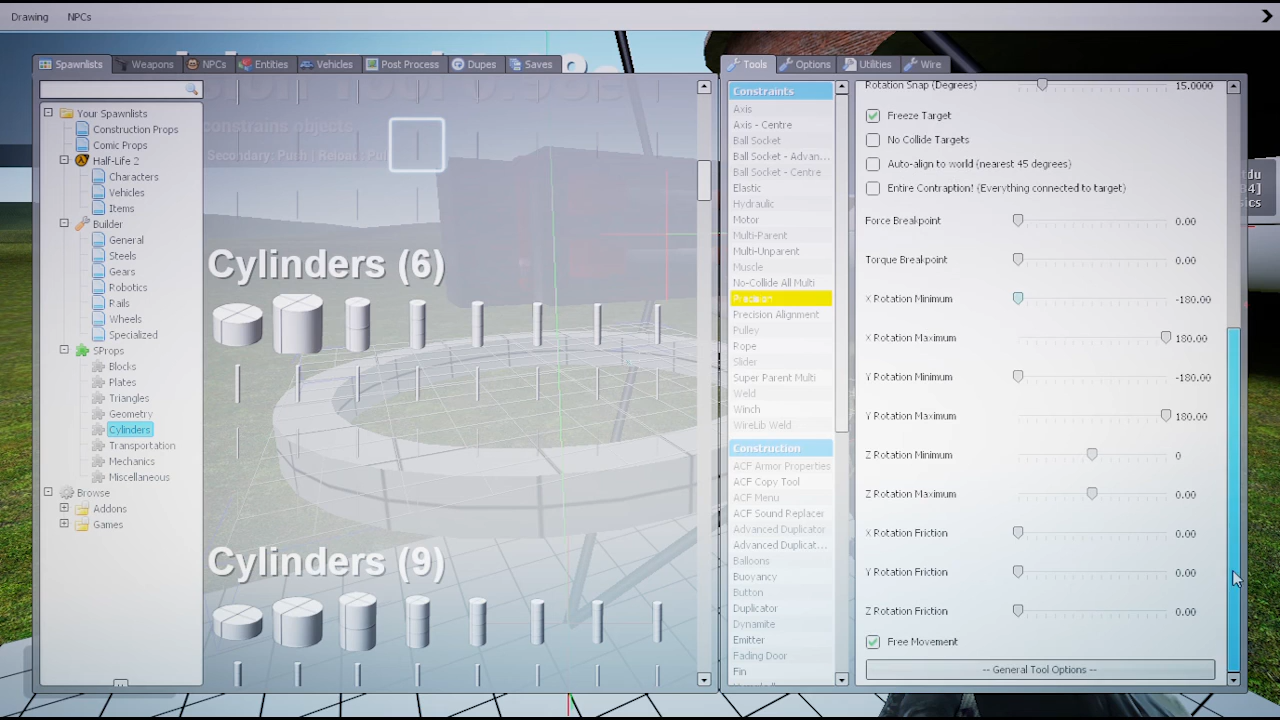 Drawing NPCs
Spawnlists Weapons NPCs Entities Vehicles Post Process Dupes Saves
Your Spawnlists
Construction Props
Comic Props
Half-Life 2
Characters
Vehicles
Items
Builder
General
Steels
Gears
Robotics
Rails
Wheels
Specialized
SProps
Blocks
Plates
Triangles
Geometry
Cylinders
Transportation
Mechanics
Miscellaneous
Browse
Addons
Games
constrains objects
Secondary: Push | Reload: Pul
Cylinders (6)
Cylinders (9)
Tools Options Utilities Wire
Constraints
Axis
Axis - Centre
Ball Socket
Ball Socket - Advan...
Ball Socket - Centre
Elastic
Hydraulic
Motor
Multi-Parent
Multi-Unparent
Muscle
No-Collide All Multi
Precision
Precision Alignment
Pulley
Rope
Slider
Super Parent Multi
Weld
Winch
WireLib Weld
Construction
ACF Armor Properties
ACF Copy Tool
ACF Menu
ACF Sound Replacer
Advanced Duplicator
Advanced Duplicat...
Balloons
Buoyancy
Button
Duplicator
Dynamite
Emitter
Fading Door
Fin
Rotation Snap (Degrees) 15.0000
Freeze Target
No Collide Targets
Auto-align to world (nearest 45 degrees)
Entire Contraption! (Everything connected to target)
Force Breakpoint 0.00
Torque Breakpoint 0.00
X Rotation Minimum -180.00
X Rotation Maximum 180.00
Y Rotation Minimum -180.00
Y Rotation Maximum 180.00
Z Rotation Minimum 0
Z Rotation Maximum 0.00
X Rotation Friction 0.00
Y Rotation Friction 0.00
Z Rotation Friction 0.00
Free Movement
-- General Tool Options --
du
84]
sics